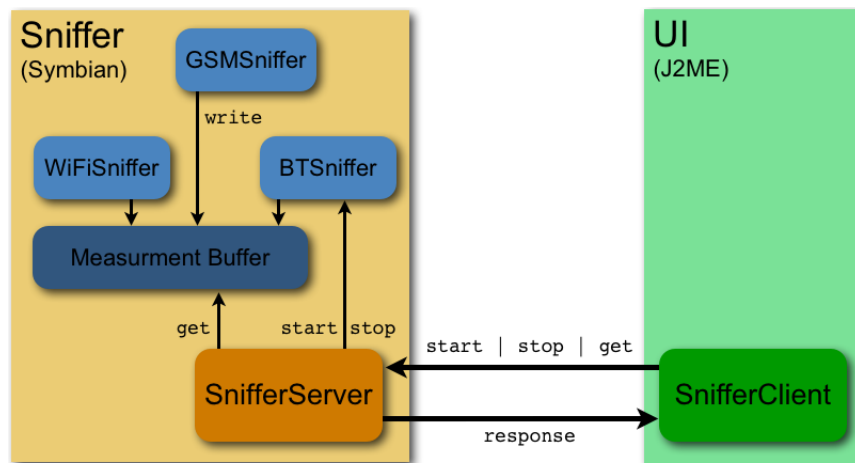 Sniffer
(Symbian)
GSMSniffer
write
WiFiSniffer
BTSniffer
Measurment Buffer
get
start stop
SnifferServer
UI
(J2ME)
start | stop | get
SnifferClient
response